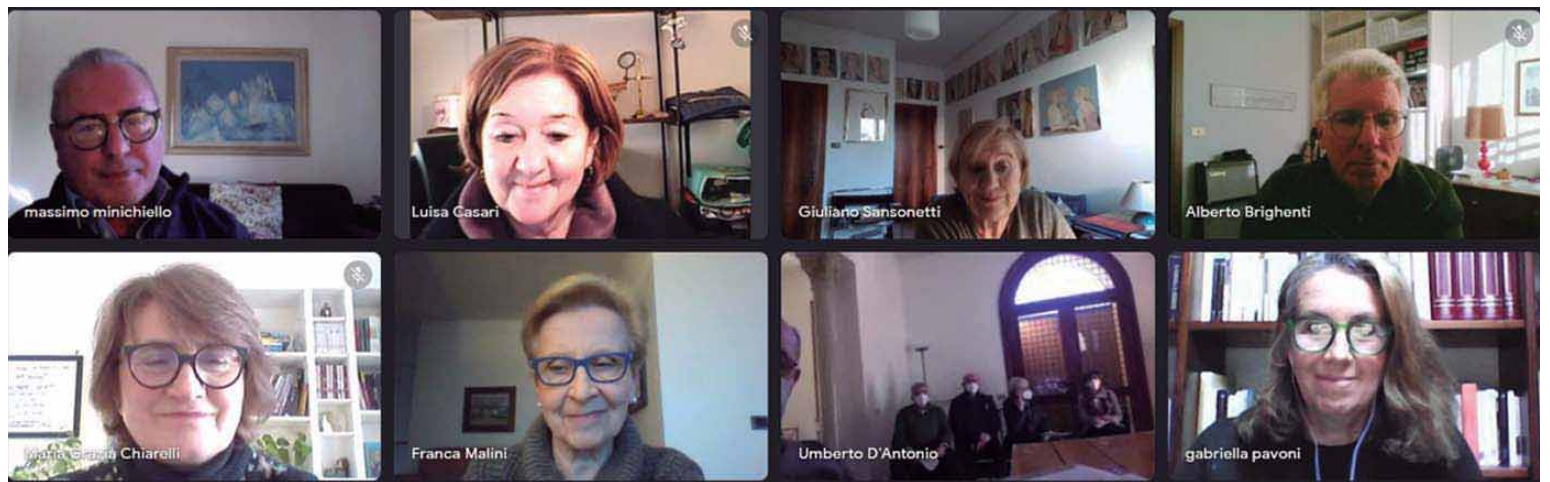 massimo minichiello
Luisa Casari
Giuliano Sansonetti
Alberto Brighenti
Maria Grazia Chiarelli
Franca Malini
Umberto D'Antonio
gabriella pavoni